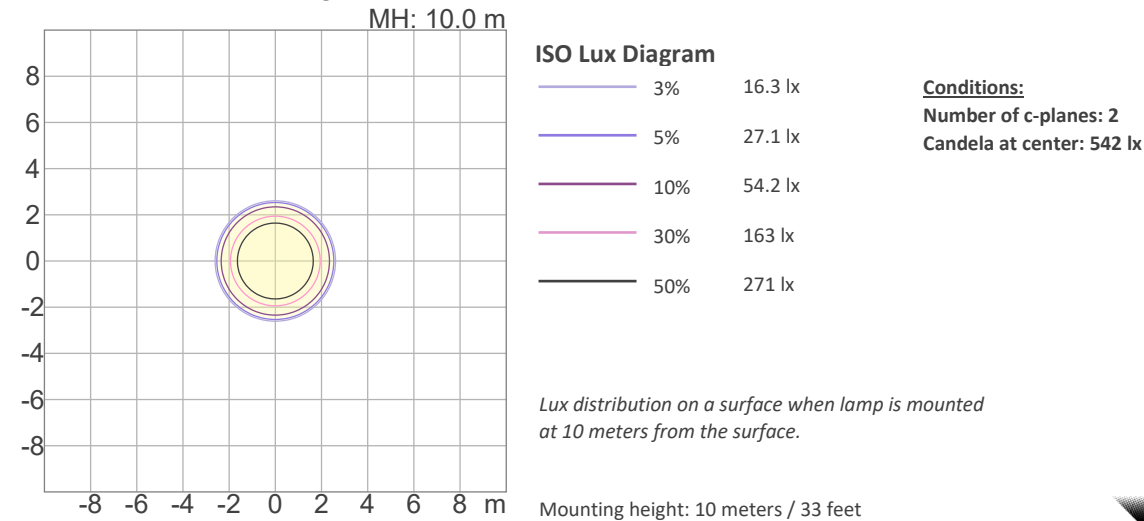 MH: 10.0 m
8
6
4
2
0
-2
-4
-6
-8
-8 -6 -4 -2 0 2 4 6 8 m
ISO Lux Diagram
3% 16.3 lx
5% 27.1 lx
10% 54.2 lx
30% 163 lx
50% 271 lx
Conditions:
Number of c-planes: 2
Candela at center: 542 lx
Lux distribution on a surface when lamp is mounted
at 10 meters from the surface.
Mounting height: 10 meters / 33 feet